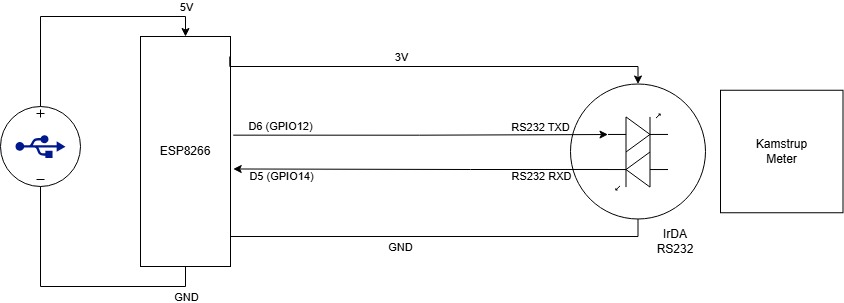 5V
3V
+
D6 (GPIO12)
RS232 TXD
ESP8266
Kamstrup
Meter
D5 (GPIO14)
RS232 RXD
−
GND
IrDA
RS232
GND